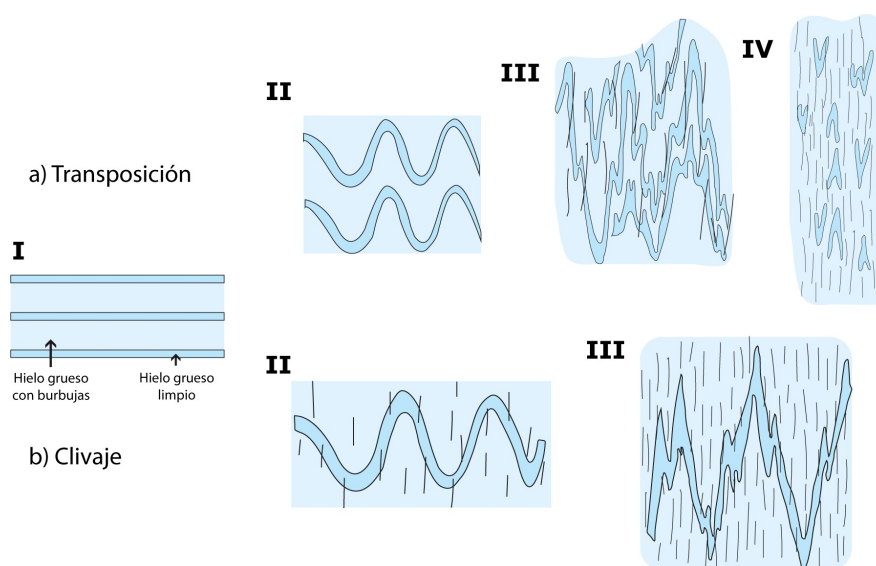 IV
III
II
a) Transposición
I
Hielo grueso
con burbujas
Hielo grueso
limpio
II
III
b) Clivaje